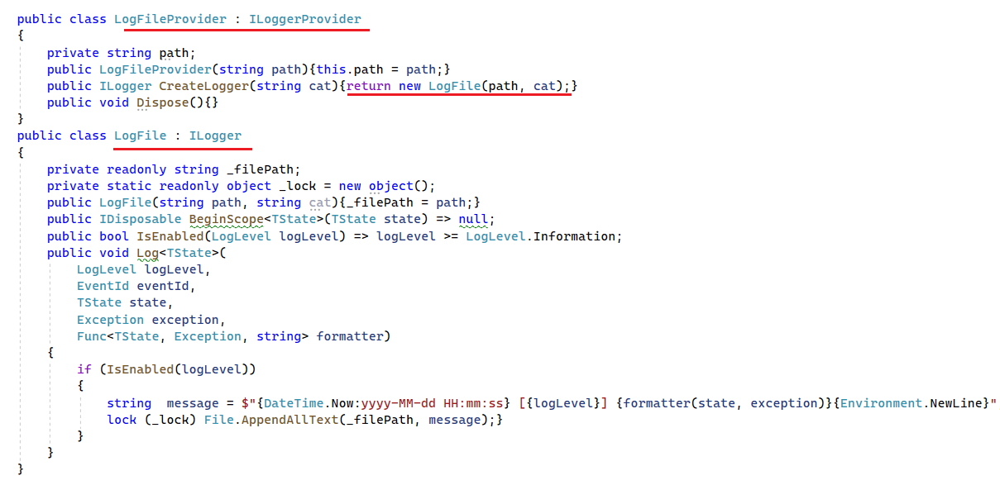 public class LogFileProvider : ILoggerProvider
{
    private string path;
    public LogFileProvider(string path){this.path = path;}
    public ILogger CreateLogger(string cat){return new LogFile(path, cat);}
    public void Dispose(){}
}
public class LogFile : ILogger
{
    private readonly string _filePath;
    private static readonly object _lock = new object();
    public LogFile(string path, string cat){_filePath = path;}
    public IDisposable BeginScope<TState>(TState state) => null;
    public bool IsEnabled(LogLevel logLevel) => logLevel >= LogLevel.Information;
    public void Log<TState>(
        LogLevel logLevel,
        EventId eventId,
        TState state,
        Exception exception,
        Func<TState, Exception, string> formatter)
    {
        if (IsEnabled(logLevel))
        {
            string  message = $"{DateTime.Now:yyyy-MM-dd HH:mm:ss} [{logLevel}] {formatter(state, exception)}{Environment.NewLine}"
            lock (_lock) File.AppendAllText(_filePath, message);}
        }
    }
}